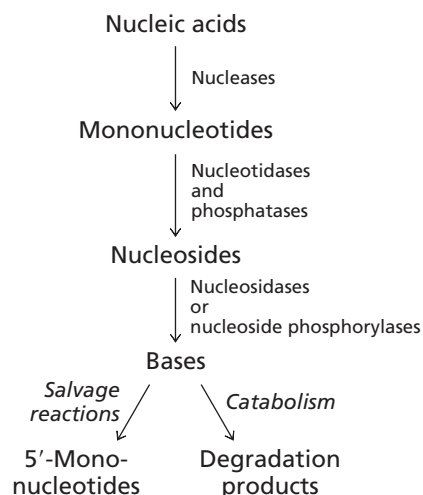 Nucleic acids
Nucleases
Mononucleotides
Nucleotidases
and
phosphatases
Nucleosides
Nucleosidases
or
nucleoside phosphorylases
Bases
Salvage
reactions
Catabolism
5′-Mono-
nucleotides
Degradation
products